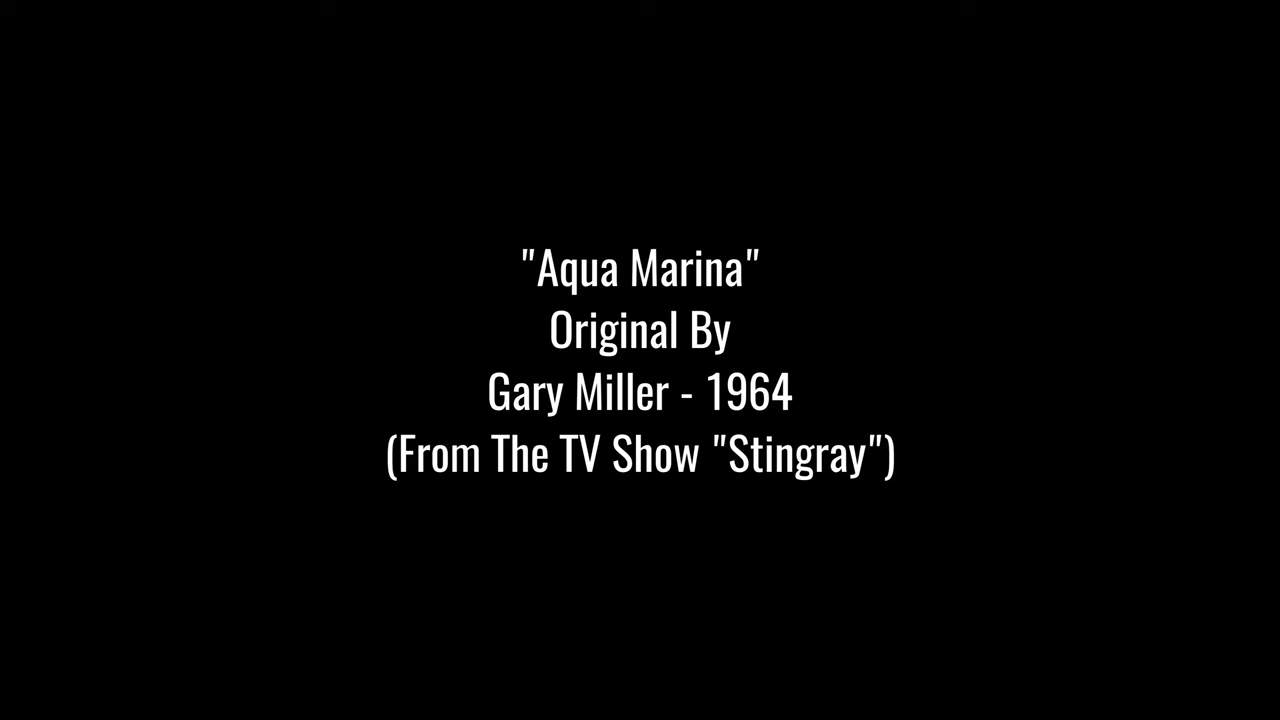 "Aqua Marina"
Original By
Gary Miller - 1964
(From The TV Show "Stingray")